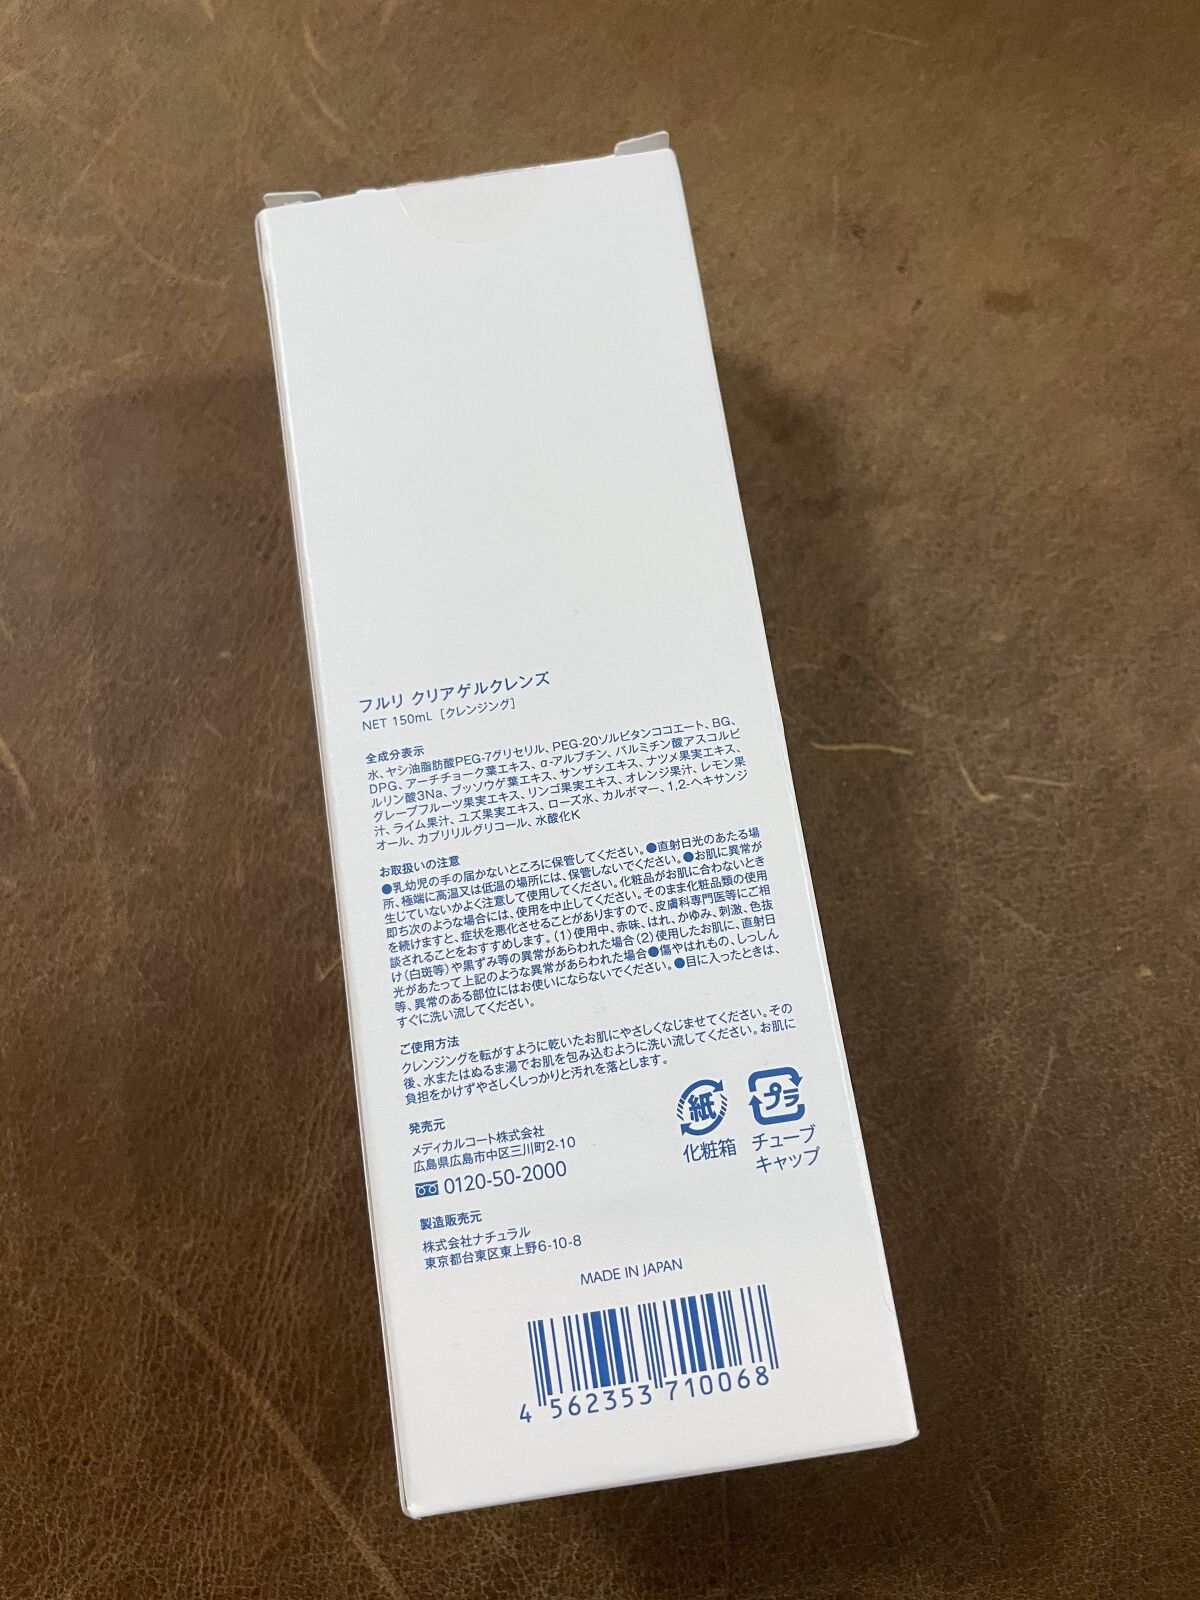 フルリ クリアゲルクレンズ
NET 150mL [クレンジング]
全成分表示
水、ヤシ油脂肪酸PEG-7グリセリル、PEG-20ソルビタンココエート、BG、
DPG、アーチチョーク葉エキス、α-アルブチン、パルミチン酸アスコルビ
ルリン酸3Na、ブッソウゲ葉エキス、サンザシエキス、ナツメ果実エキス、
グレープフルーツ果実エキス、リンゴ果実エキス、オレンジ果汁、レモン果
汁、ライム果汁、ユズ果実エキス、ローズ水、カルボマー、1,2-ヘキサンジ
オール、カプリリルグリコール、水酸化K
お取扱いの注意
●乳幼児の手の届かないところに保管してください。●直射日光のあたる場
所、極端に高温又は低温の場所には、保管しないでください。●お肌に異常が
生じていないかよく注意して使用してください。化粧品がお肌に合わないとき
即ち次のような場合には、使用を中止してください。そのまま化粧品類の使用
を続けますと、症状を悪化させることがありますので、皮膚科専門医等にご相
談されることをおすすめします。(1)使用中、赤味、はれ、かゆみ、刺激、色抜
け(白斑等)や黒ずみ等の異常があらわれた場合(2)使用したお肌に、直射日
光があたって上記のような異常があらわれた場合●傷やはれもの、しっしん
等、異常のある部位にはお使いにならないでください。●目に入ったときは、
すぐに洗い流してください。
ご使用方法
クレンジングを転がすように乾いたお肌にやさしくなじませてください。その
後、水またはぬるま湯でお肌を包み込むように洗い流してください。お肌に
負担をかけずやさしくしっかりと汚れを落とします。
発売元
メディカルコート株式会社
広島県広島市中区三川町2-10
0120-50-2000
紙
化粧箱
プラ
チューブ
キャップ
製造販売元
株式会社ナチュラル
東京都台東区東上野6-10-8
MADE IN JAPAN
4 562353 710068